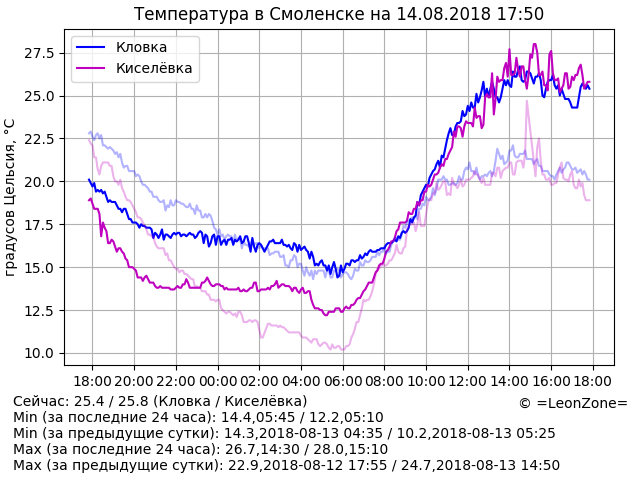 Температура в Смоленске на 14.08.2018 17:50
Кловка
Киселёвка
градусов Цельсия, °C
27.5
25.0
22.5
20.0
17.5
15.0
12.5
10.0
18:00 20:00 22:00 00:00 02:00 04:00 06:00 08:00 10:00 12:00 14:00 16:00 18:00
Сейчас: 25.4 / 25.8 (Кловка / Киселёвка)
© =LeonZone=
Min (за последние 24 часа): 14.4,05:45 / 12.2,05:10
Min (за предыдущие сутки): 14.3,2018-08-13 04:35 / 10.2,2018-08-13 05:25
Max (за последние 24 часа): 26.7,14:30 / 28.0,15:10
Max (за предыдущие сутки): 22.9,2018-08-12 17:55 / 24.7,2018-08-13 14:50